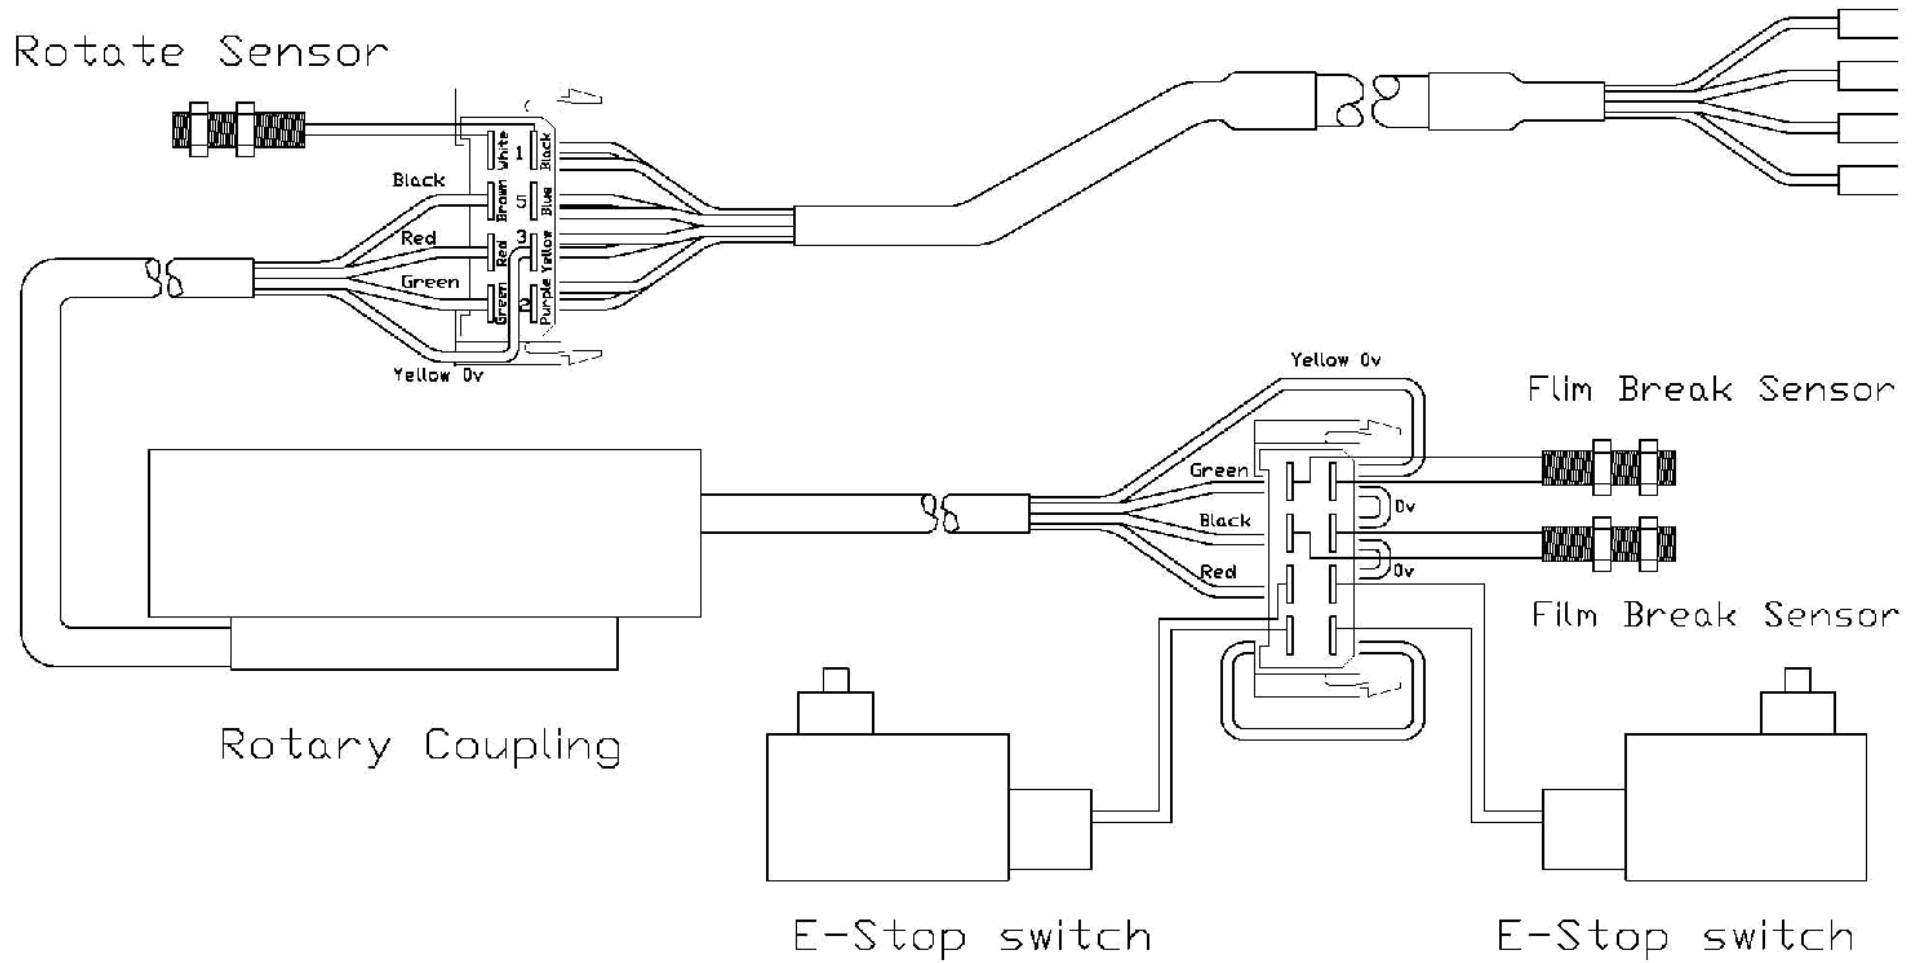 Rotate Sensor
White 1 Black
Black
Brown 5 Blue
Red
Red 3 Yellow
Green
Green 2 Purple
Yellow 0v
Yellow 0v
Flim Break Sensor
Green
0v
Black
Red
0v
Film Break Sensor
Rotary Coupling
E-Stop switch
E-Stop switch